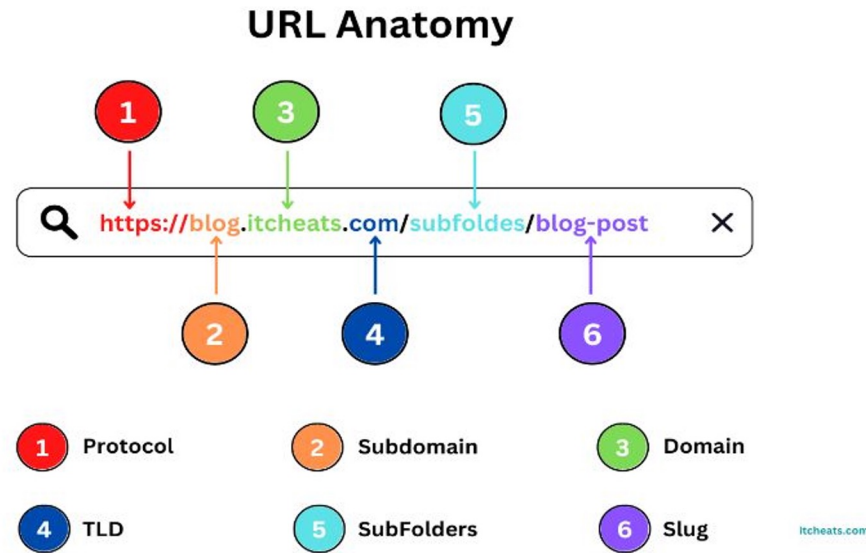 URL Anatomy
1 3 5
https://blog.itcheats.com/subfoldes/blog-post
2 4 6
1 Protocol 2 Subdomain 3 Domain
4 TLD 5 SubFolders 6 Slug
itcheats.com